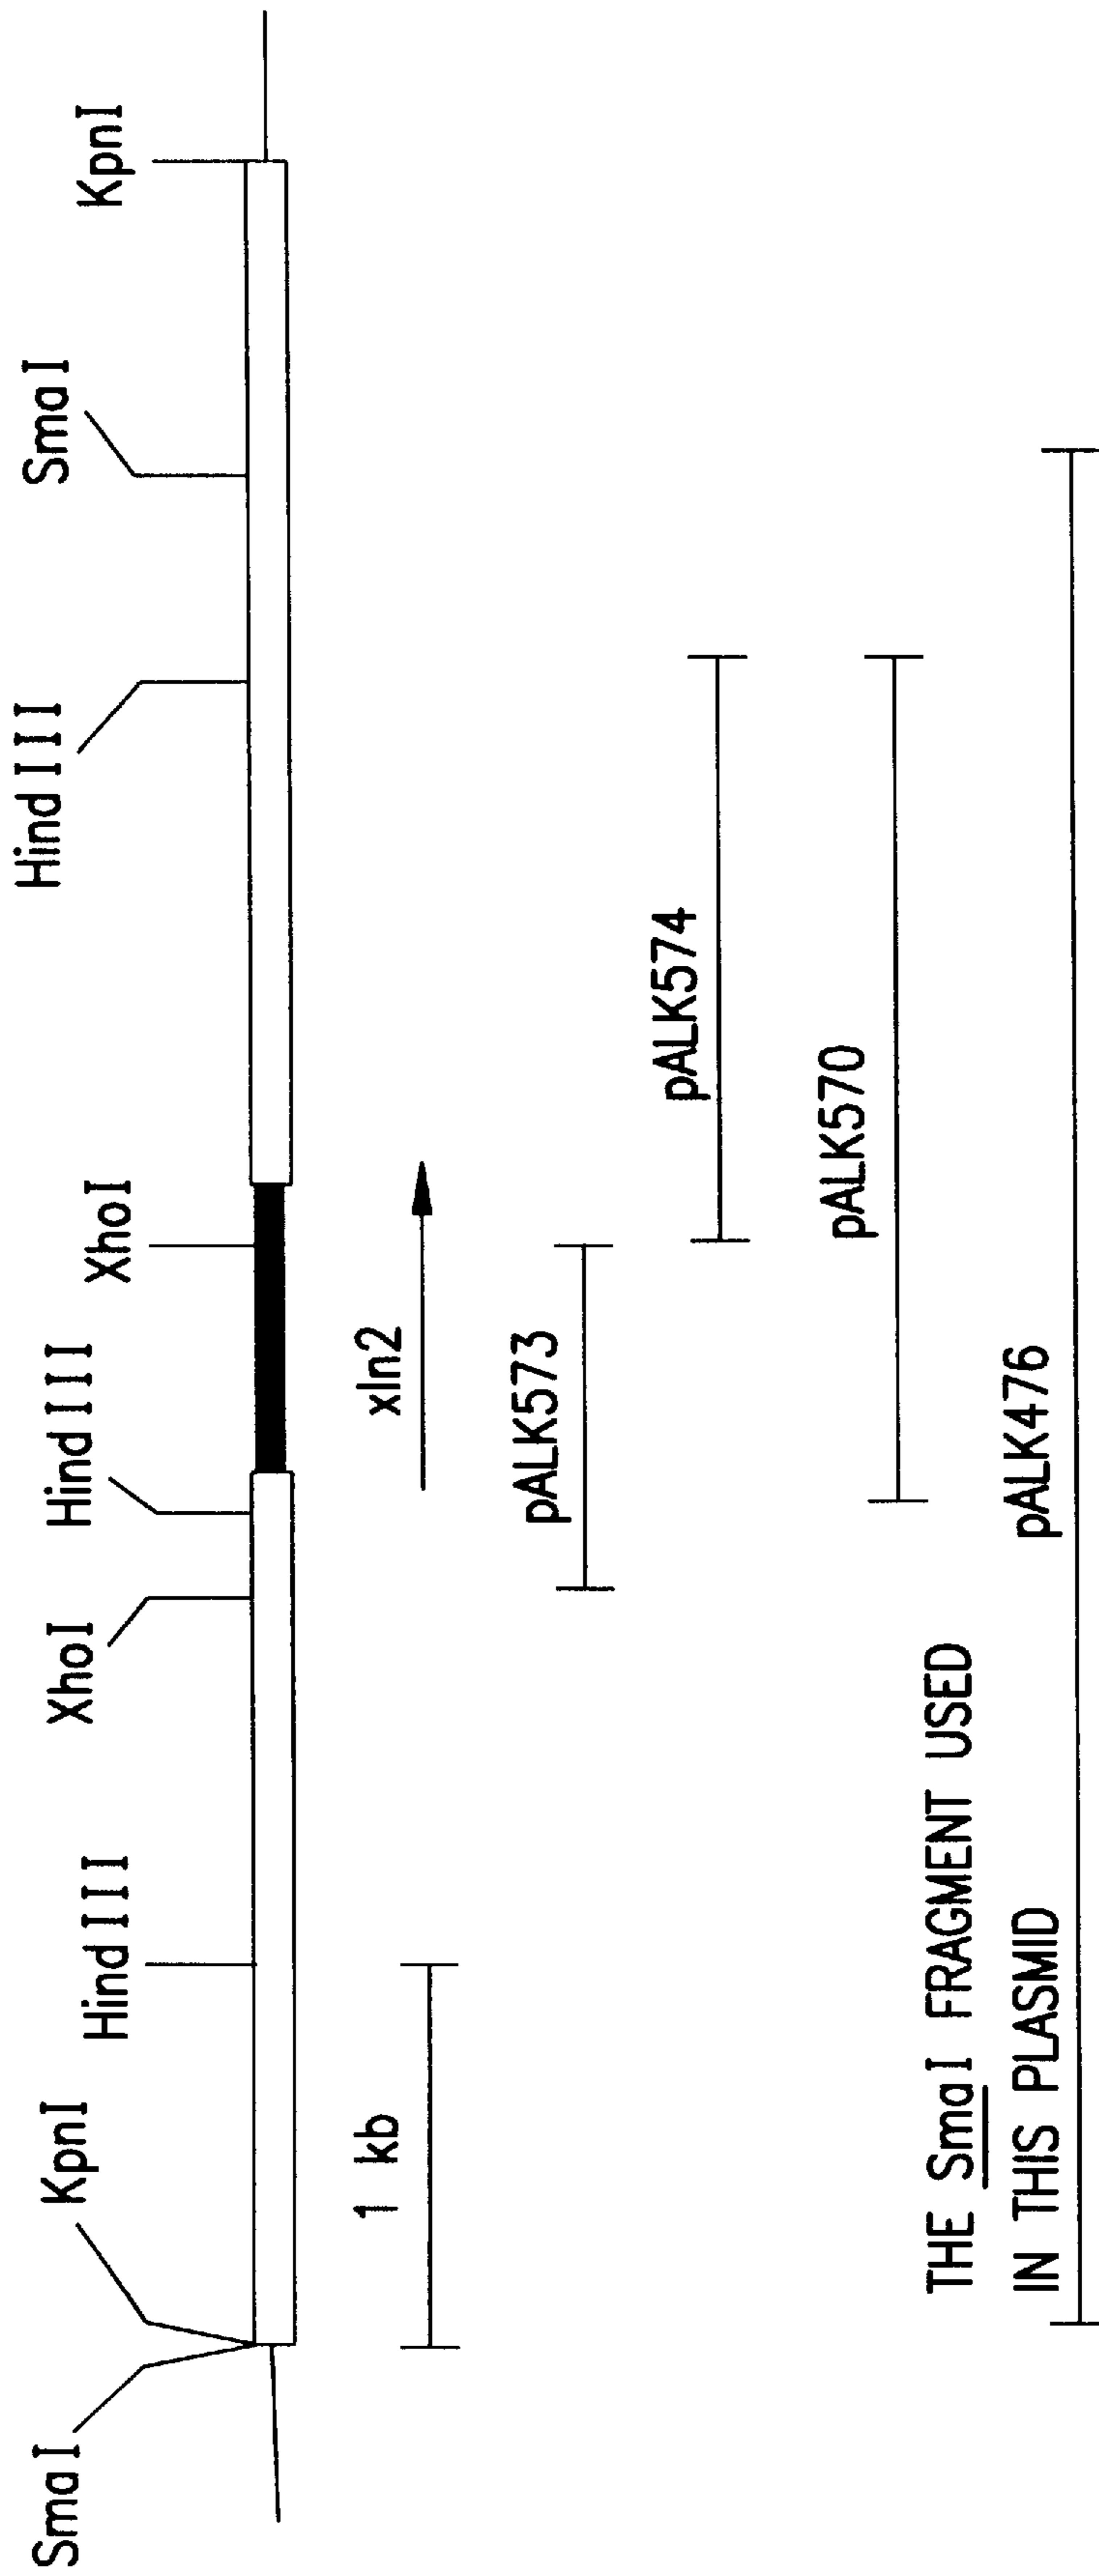 SmaI
KpnI
HindIII
XhoI
HindIII
XhoI
HindIII
SmaI
KpnI
1 kb
xln2
pALK573
pALK574
pALK570
THE SmaI FRAGMENT USED
IN THIS PLASMID
pALK476